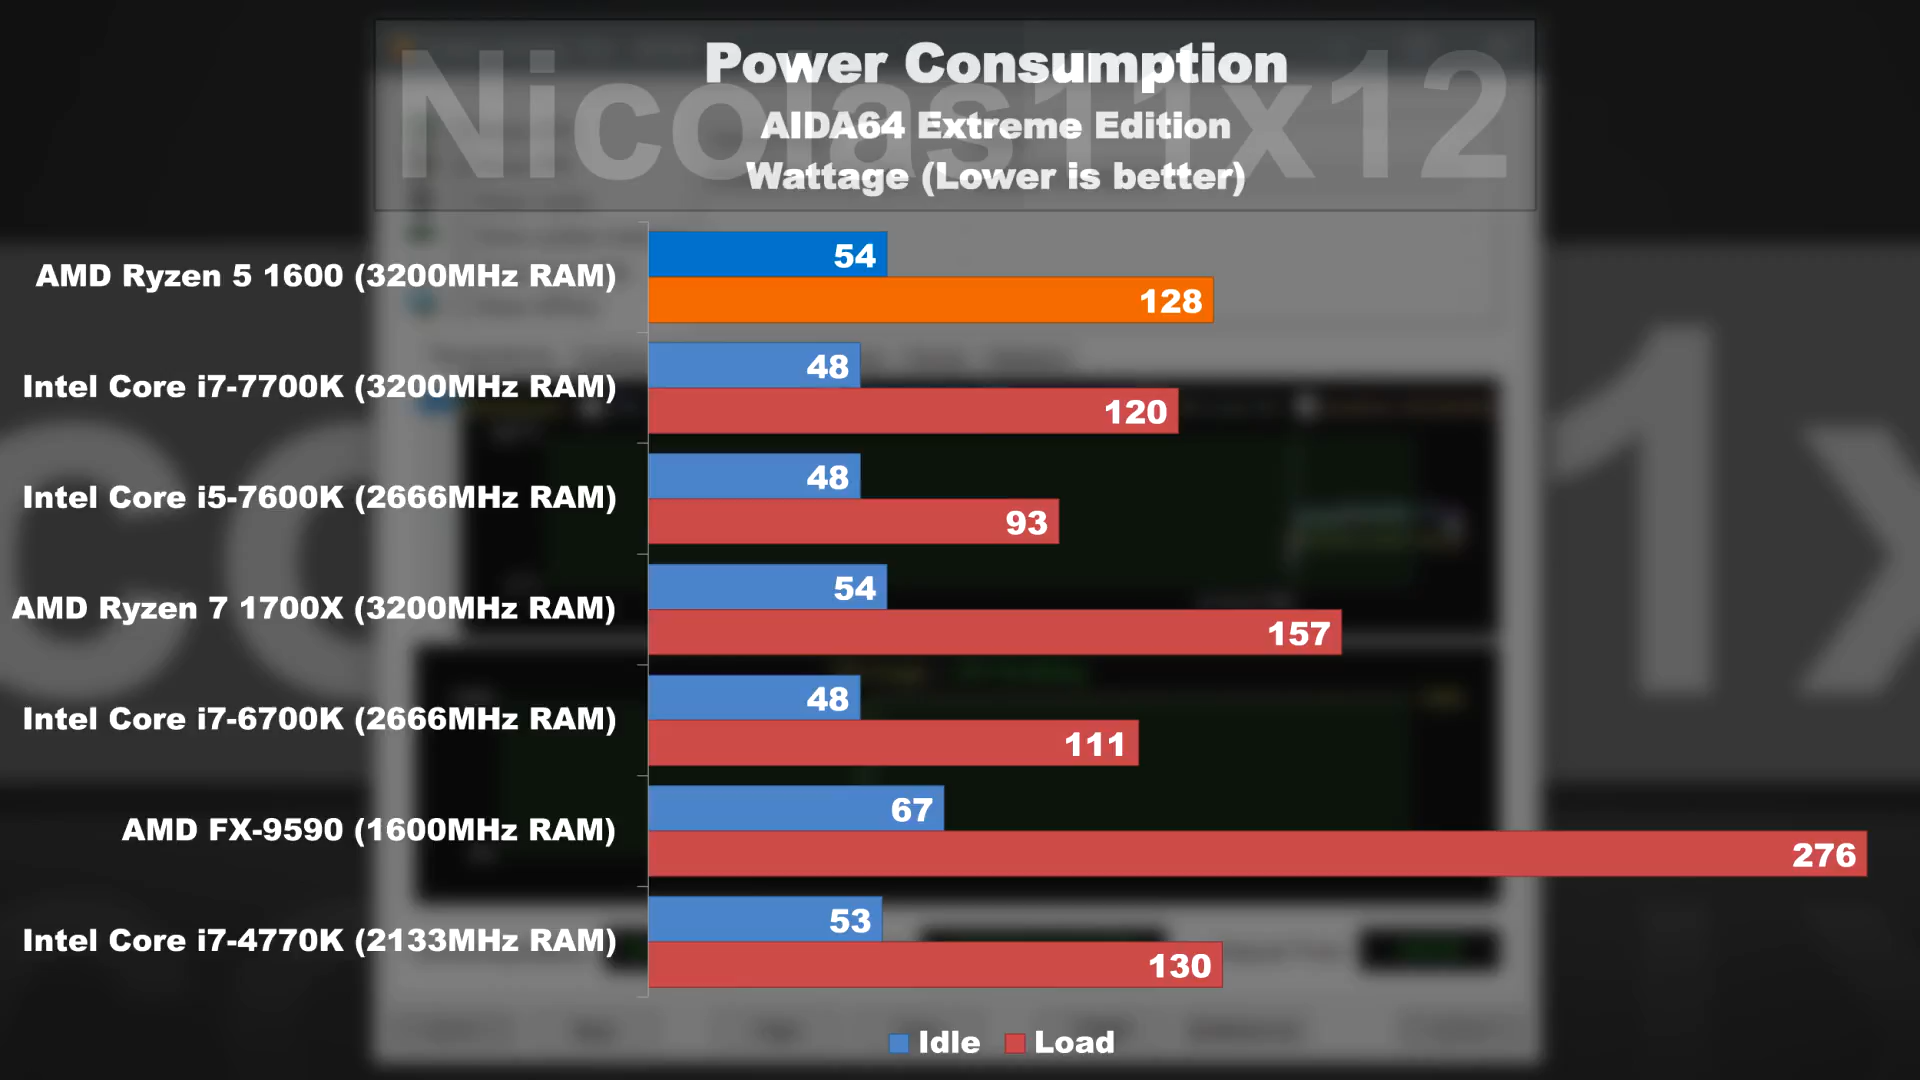 Nicolas11x12
Power Consumption
AIDA64 Extreme Edition
Wattage (Lower is better)
AMD Ryzen 5 1600 (3200MHz RAM)
54
128
Intel Core i7-7700K (3200MHz RAM)
48
120
Intel Core i5-7600K (2666MHz RAM)
48
93
AMD Ryzen 7 1700X (3200MHz RAM)
54
157
Intel Core i7-6700K (2666MHz RAM)
48
111
AMD FX-9590 (1600MHz RAM)
67
276
Intel Core i7-4770K (2133MHz RAM)
53
130
Idle Load